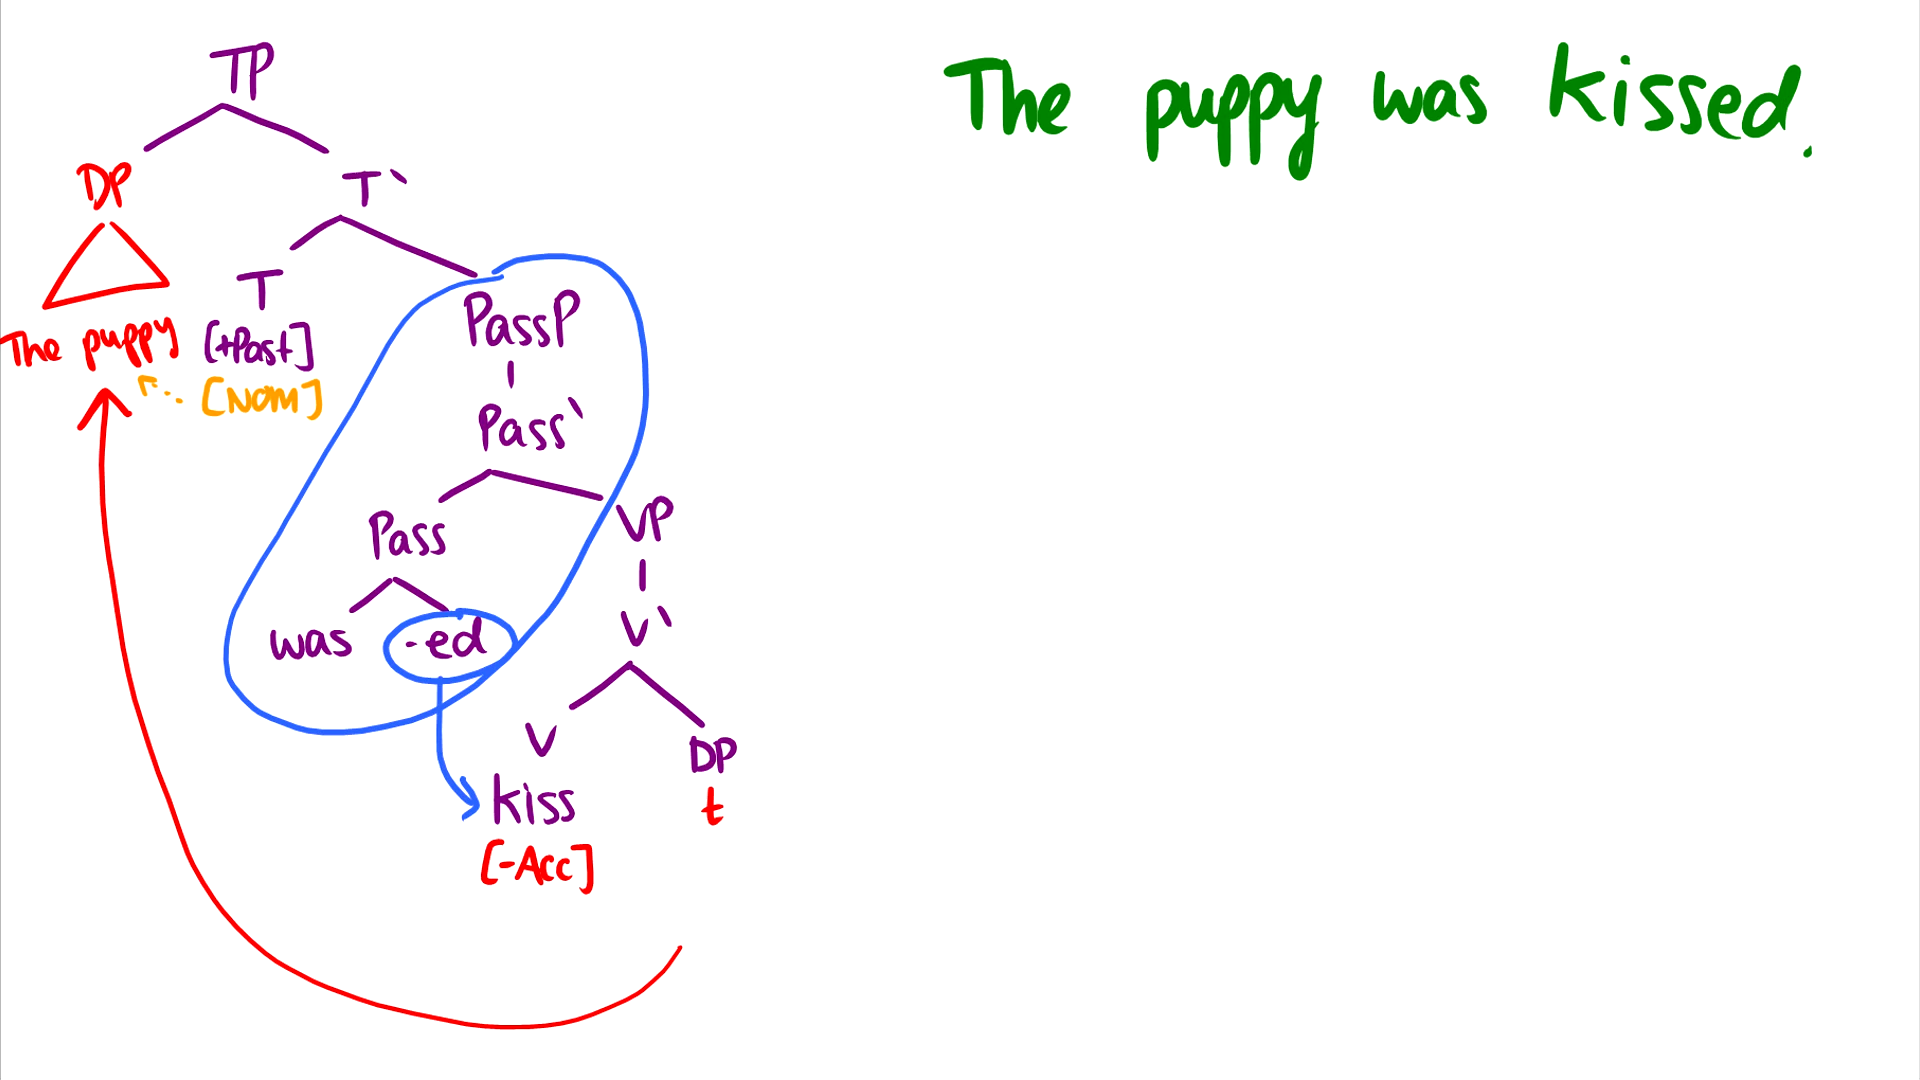 The puppy was kissed.
TP
DP T`
T
The puppy [+Past] PassP
[NOM]
Pass`
Pass VP
was -ed V`
V DP
kiss t
[-Acc]